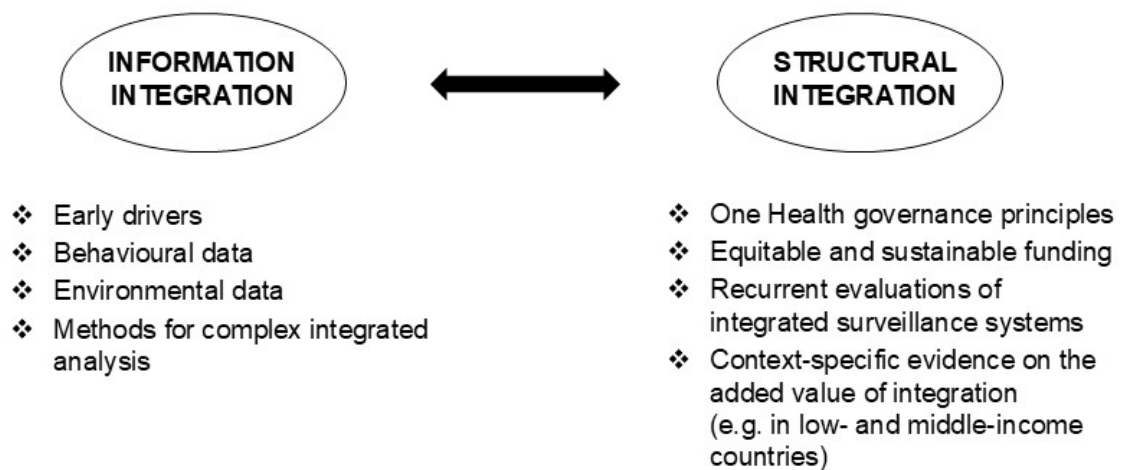 INFORMATION
INTEGRATION
STRUCTURAL
INTEGRATION
❖ Early drivers
❖ Behavioural data
❖ Environmental data
❖ Methods for complex integrated
analysis
❖ One Health governance principles
❖ Equitable and sustainable funding
❖ Recurrent evaluations of
integrated surveillance systems
❖ Context-specific evidence on the
added value of integration
(e.g. in low- and middle-income
countries)